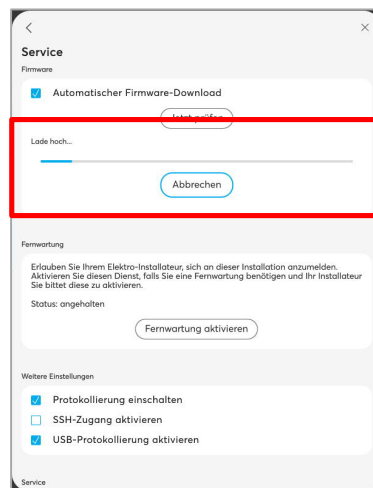 Service
Firmware
Automatischer Firmware-Download
Jetzt prüfen
Lade hoch...
Abbrechen
Fernwartung
Erlauben Sie Ihrem Elektro-Installateur, sich an dieser Installation anzumelden.
Aktivieren Sie diesen Dienst, falls Sie eine Fernwartung benötigen und Ihr Installateur
Sie bittet diese zu aktivieren.
Status: angehalten
Fernwartung aktivieren
Weitere Einstellungen
Protokollierung einschalten
SSH-Zugang aktivieren
USB-Protokollierung aktivieren
Service